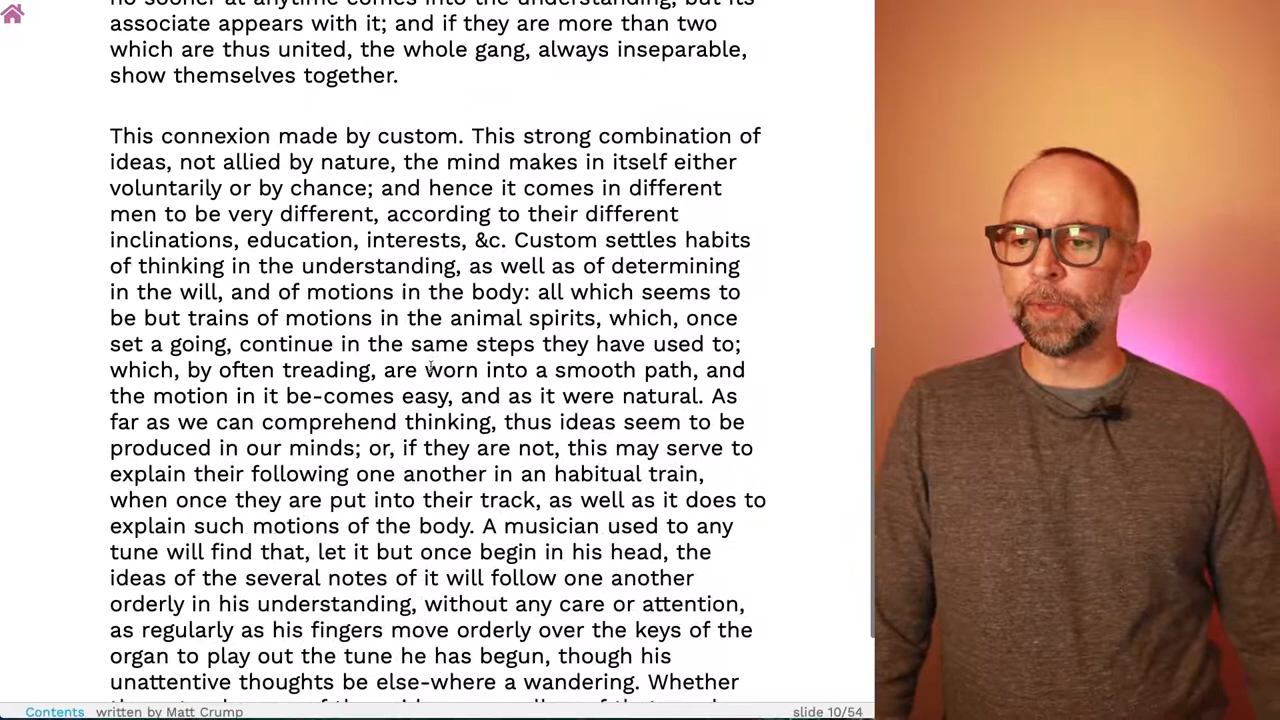 no sooner at anytime comes into the understanding, but its
associate appears with it; and if they are more than two
which are thus united, the whole gang, always inseparable,
show themselves together.
This connexion made by custom. This strong combination of
ideas, not allied by nature, the mind makes in itself either
voluntarily or by chance; and hence it comes in different
men to be very different, according to their different
inclinations, education, interests, &c. Custom settles habits
of thinking in the understanding, as well as of determining
in the will, and of motions in the body: all which seems to
be but trains of motions in the animal spirits, which, once
set a going, continue in the same steps they have used to;
which, by often treading, are worn into a smooth path, and
the motion in it be-comes easy, and as it were natural. As
far as we can comprehend thinking, thus ideas seem to be
produced in our minds; or, if they are not, this may serve to
explain their following one another in an habitual train,
when once they are put into their track, as well as it does to
explain such motions of the body. A musician used to any
tune will find that, let it but once begin in his head, the
ideas of the several notes of it will follow one another
orderly in his understanding, without any care or attention,
as regularly as his fingers move orderly over the keys of the
organ to play out the tune he has begun, though his
unattentive thoughts be else-where a wandering. Whether
Contents written by Matt Crump slide 10/54